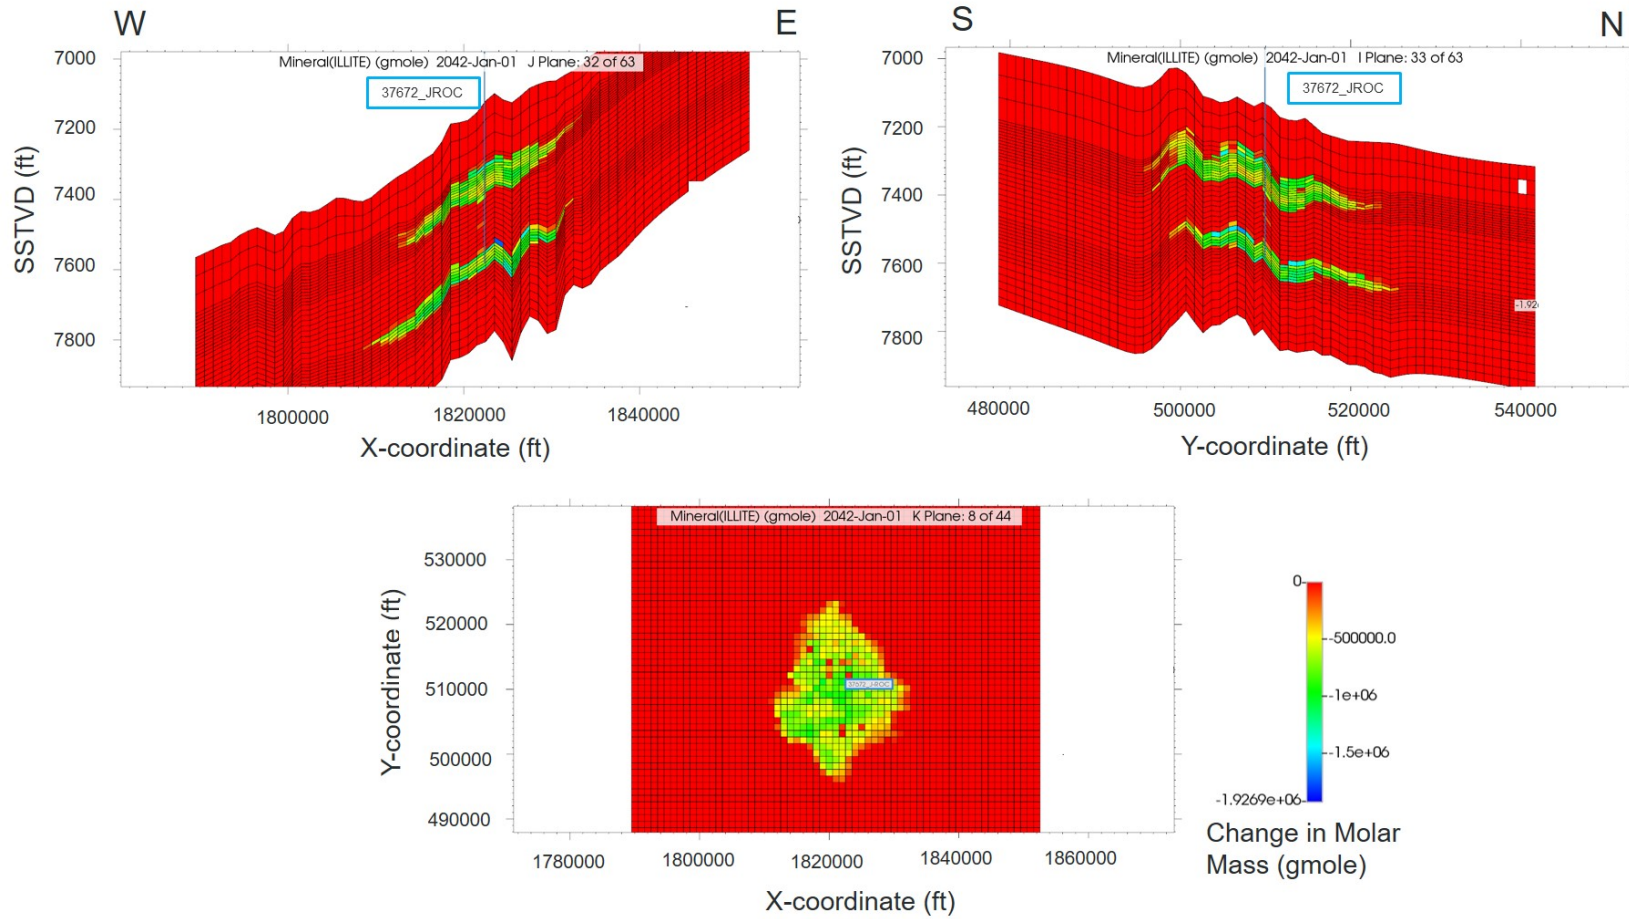 W
E
Mineral(ILLITE) (gmole) 2042-Jan-01 J Plane: 32 of 63
37672_JROC
7000
7200
7400
7600
7800
SSTVD (ft)
1800000
1820000
1840000
X-coordinate (ft)
S
N
Mineral(ILLITE) (gmole) 2042-Jan-01 I Plane: 33 of 63
37672_JROC
7000
7200
7400
7600
7800
SSTVD (ft)
480000
500000
520000
540000
Y-coordinate (ft)
Mineral(ILLITE) (gmole) 2042-Jan-01 K Plane: 8 of 44
37672_JROC
530000
520000
510000
500000
490000
Y-coordinate (ft)
1780000
1800000
1820000
1840000
1860000
X-coordinate (ft)
0
-500000.0
-1e+06
-1.5e+06
-1.9269e+06
Change in Molar
Mass (gmole)